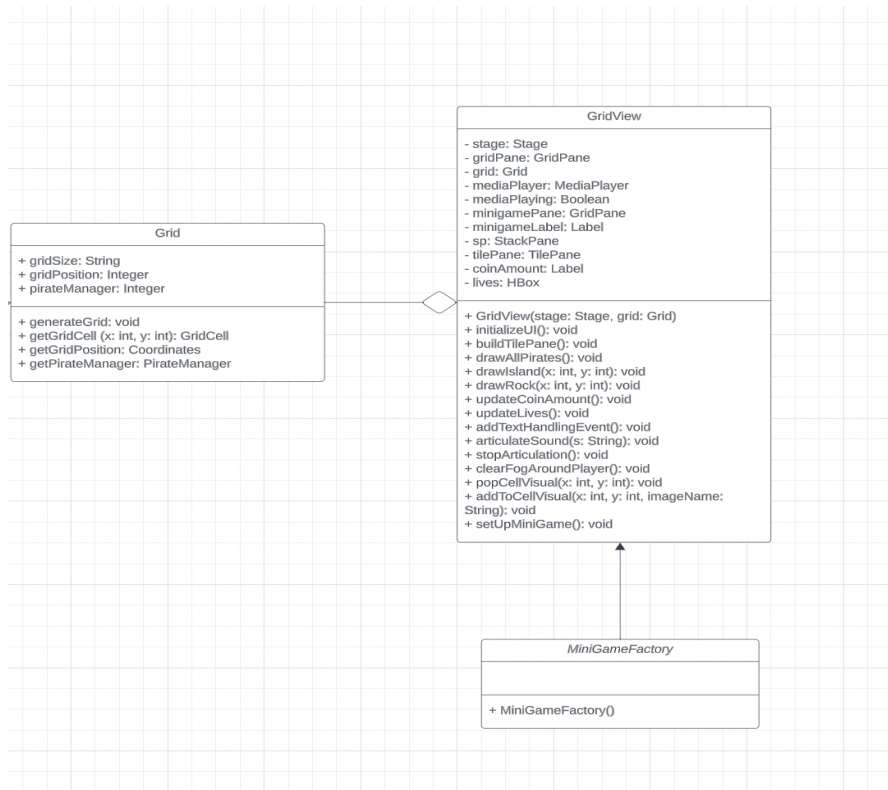 Grid
+ gridSize: String
+ gridPosition: Integer
+ pirateManager: Integer
+ generateGrid: void
+ getGridCell (x: int, y: int): GridCell
+ getGridPosition: Coordinates
+ getPirateManager: PirateManager
GridView
- stage: Stage
- gridPane: GridPane
- grid: Grid
- mediaPlayer: MediaPlayer
- mediaPlaying: Boolean
- minigamePane: GridPane
- minigameLabel: Label
- sp: StackPane
- tilePane: TilePane
- coinAmount: Label
- lives: HBox
+ GridView(stage: Stage, grid: Grid)
+ initializeUI(): void
+ buildTilePane(): void
+ drawAllPirates(): void
+ drawIsland(x: int, y: int): void
+ drawRock(x: int, y: int): void
+ updateCoinAmount(): void
+ updateLives(): void
+ addTextHandlingEvent(): void
+ articulateSound(s: String): void
+ stopArticulation(): void
+ clearFogAroundPlayer(): void
+ popCellVisual(x: int, y: int): void
+ addToCellVisual(x: int, y: int, imageName:
String): void
+ setUpMiniGame(): void
MiniGameFactory
+ MiniGameFactory()